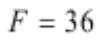 F = 36